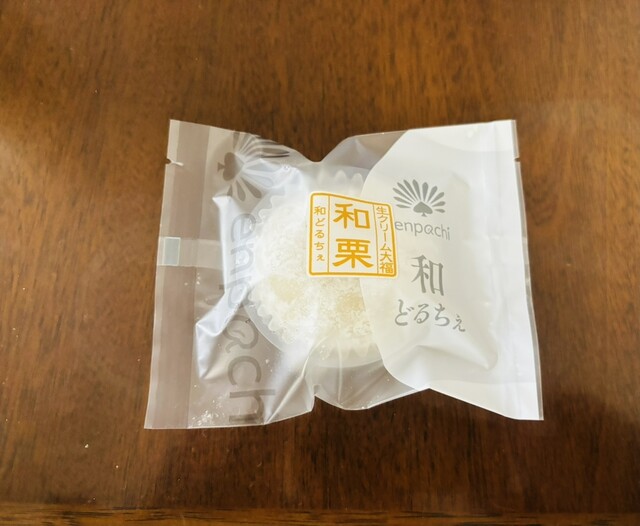 生クリーム大福
和栗
和どるちぇ
enpachi
和
どるちぇ
enpachi